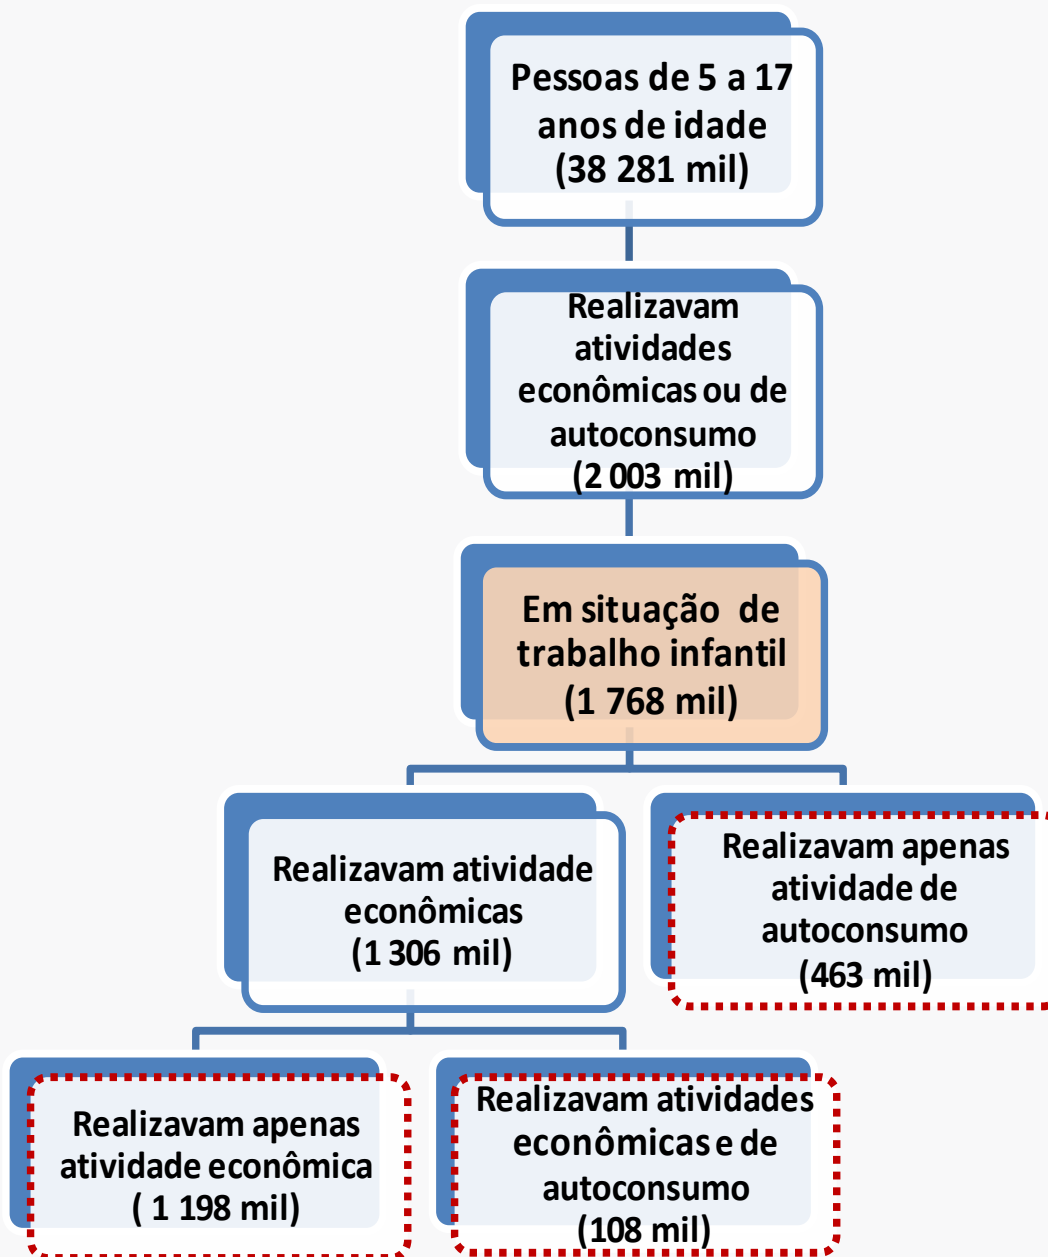 Pessoas de 5 a 17
anos de idade
(38 281 mil)
Realizavam
atividades
econômicas ou de
autoconsumo
(2 003 mil)
Em situação de
trabalho infantil
(1 768 mil)
Realizavam atividade
econômicas
(1 306 mil)
Realizavam apenas
atividade de
autoconsumo
(463 mil)
Realizavam apenas
atividade econômica
( 1 198 mil)
Realizavam atividades
econômicas e de
autoconsumo
(108 mil)